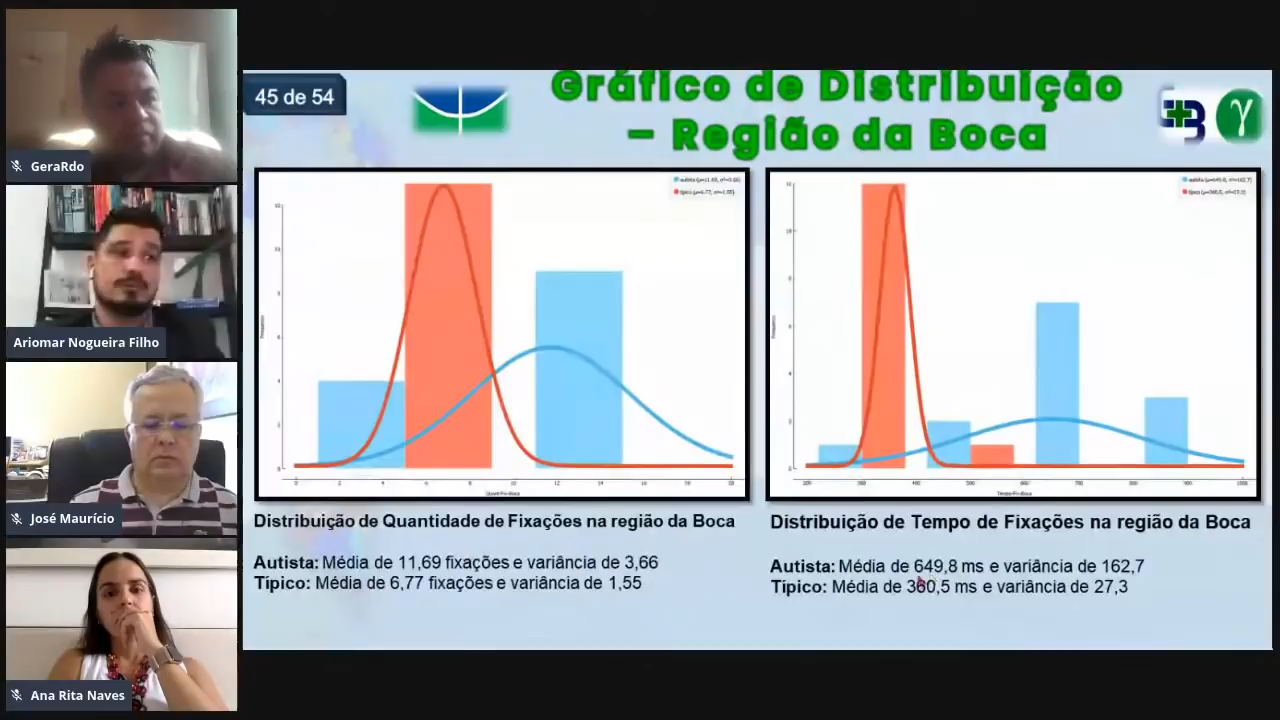 GeraRdo
Ariomar Nogueira Filho
José Maurício
Ana Rita Naves
45 de 54
Gráfico de Distribuição
– Região da Boca
Distribuição de Quantidade de Fixações na região da Boca
Autista: Média de 11,69 fixações e variância de 3,66
Típico: Média de 6,77 fixações e variância de 1,55
Distribuição de Tempo de Fixações na região da Boca
Autista: Média de 649,8 ms e variância de 162,7
Típico: Média de 360,5 ms e variância de 27,3